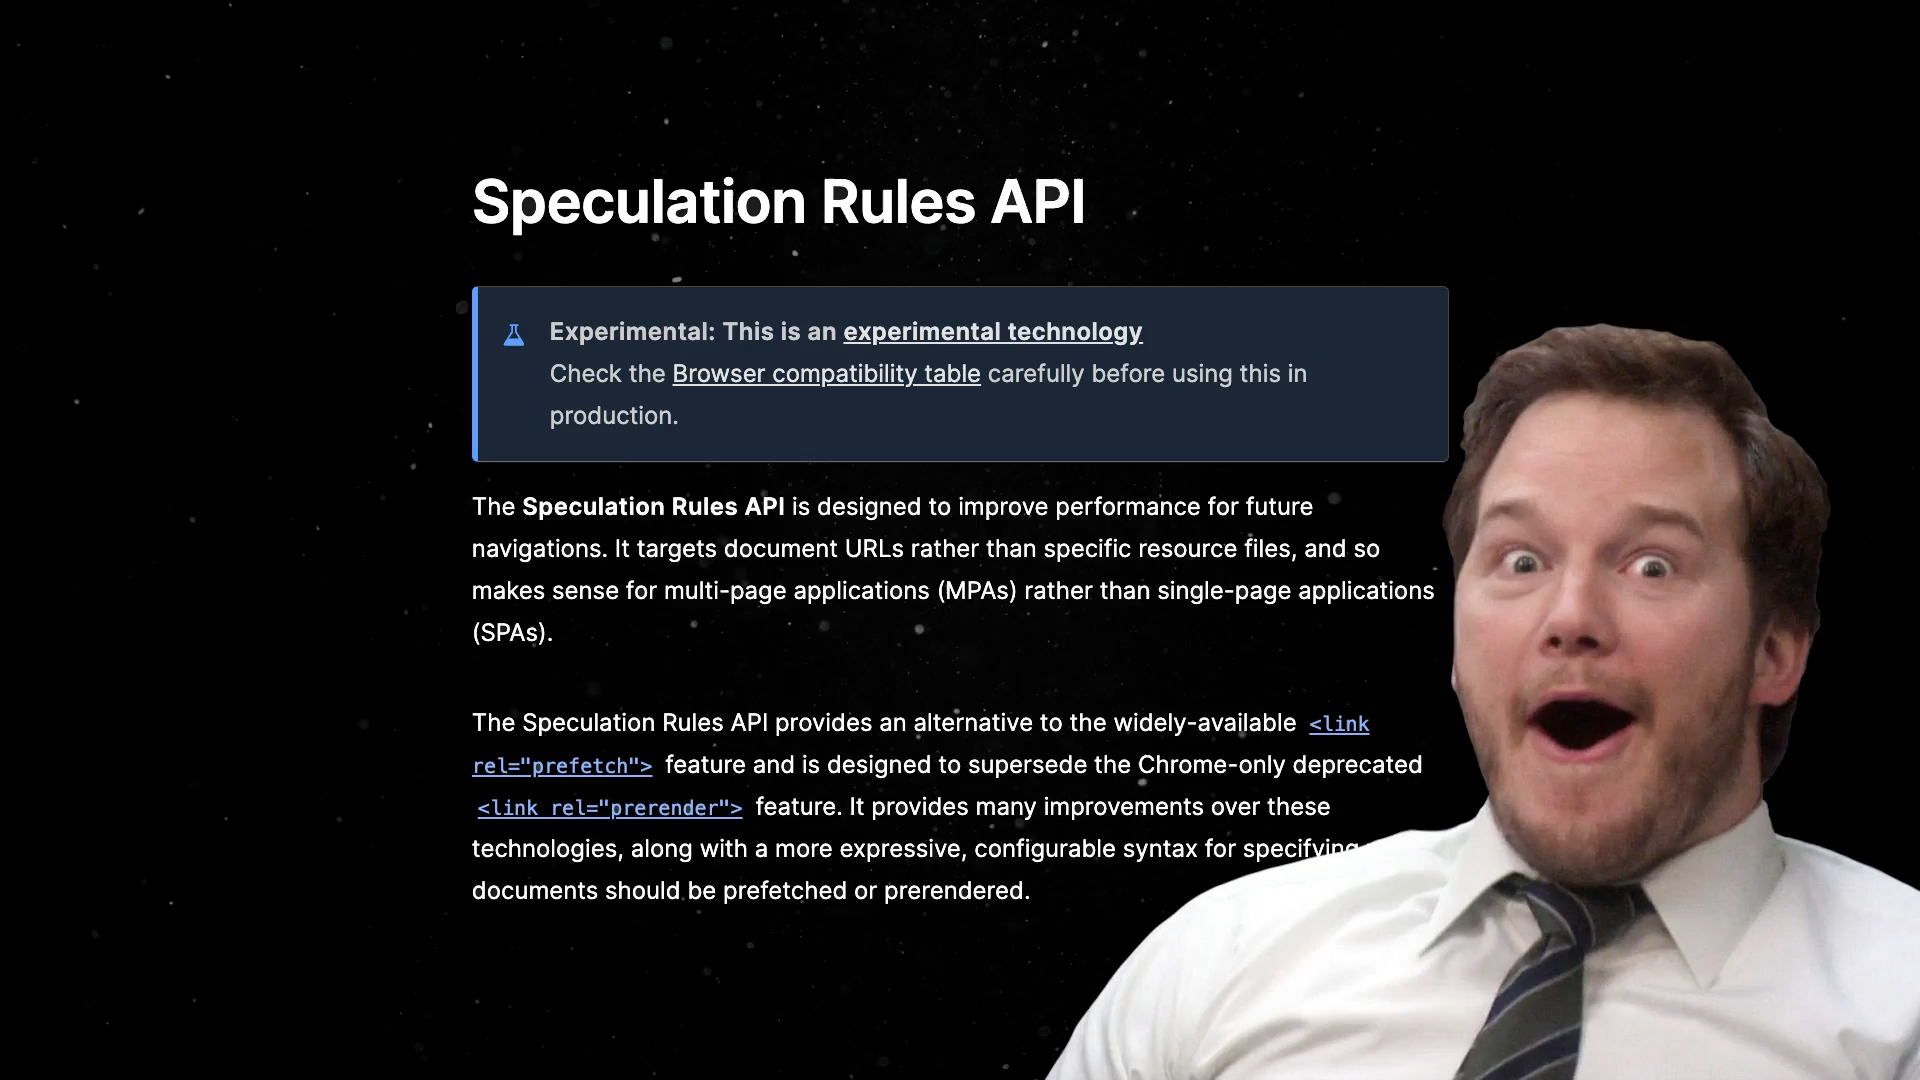 Speculation Rules API
Experimental: This is an experimental technology
Check the Browser compatibility table carefully before using this in
production.
The Speculation Rules API is designed to improve performance for future
navigations. It targets document URLs rather than specific resource files, and so
makes sense for multi-page applications (MPAs) rather than single-page applications
(SPAs).
The Speculation Rules API provides an alternative to the widely-available <link
rel="prefetch"> feature and is designed to supersede the Chrome-only deprecated
<link rel="prerender"> feature. It provides many improvements over these
technologies, along with a more expressive, configurable syntax for specifying
documents should be prefetched or prerendered.